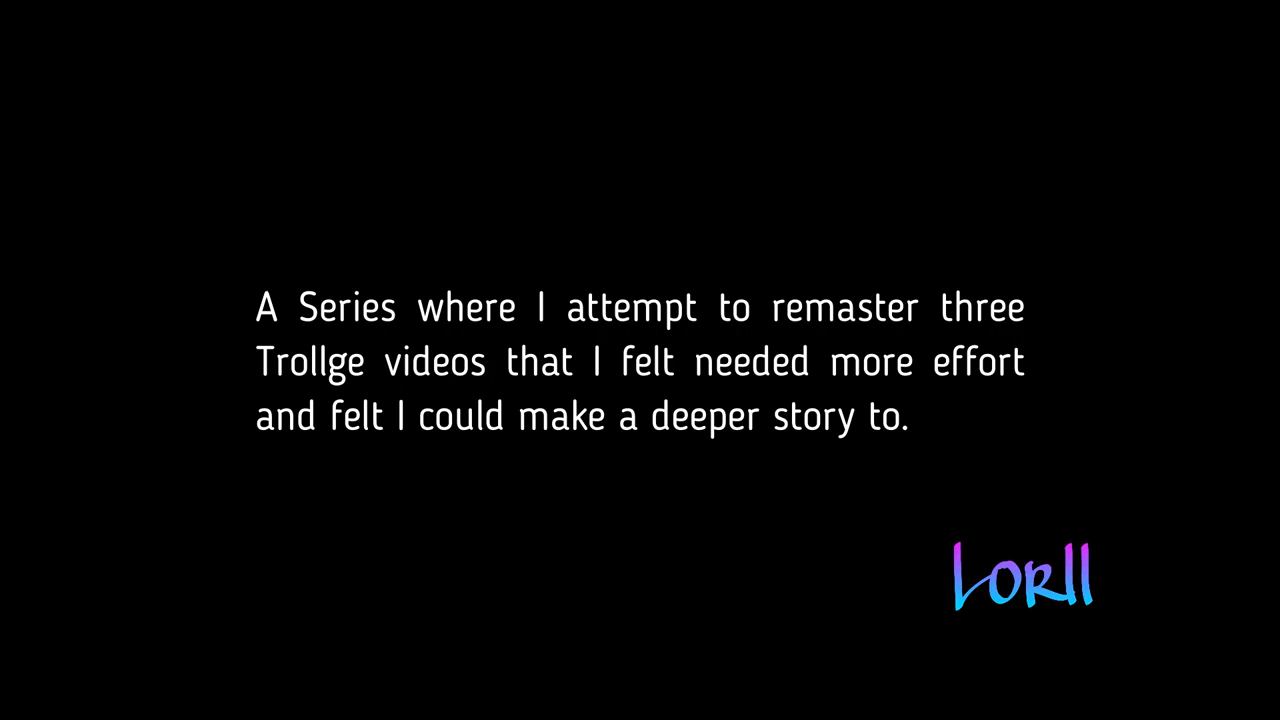 A Series where I attempt to remaster three
Trollge videos that I felt needed more effort
and felt I could make a deeper story to.
LORII